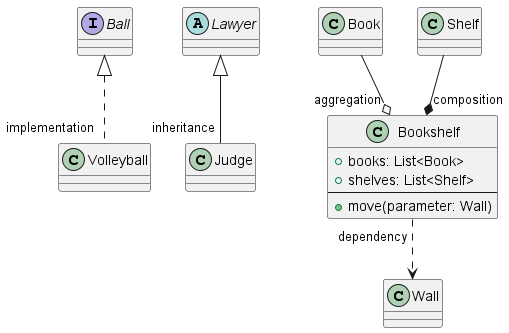 I Ball
A Lawyer
C Book
C Shelf
aggregation
composition
implementation
inheritance
C Volleyball
C Judge
C Bookshelf
books: List<Book>
shelves: List<Shelf>
move(parameter: Wall)
dependency
C Wall